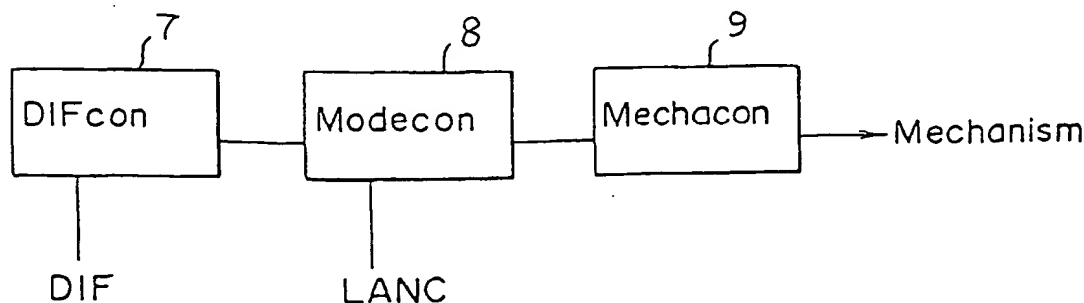 7
8
9
DIFcon
Modecon
Mechacon
Mechanism
DIF
LANC